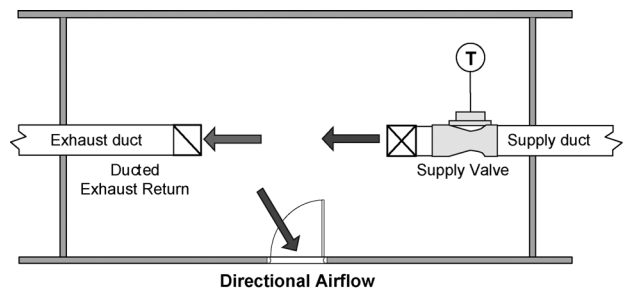 T
Exhaust duct
Supply duct
Ducted
Exhaust Return
Supply Valve
Directional Airflow